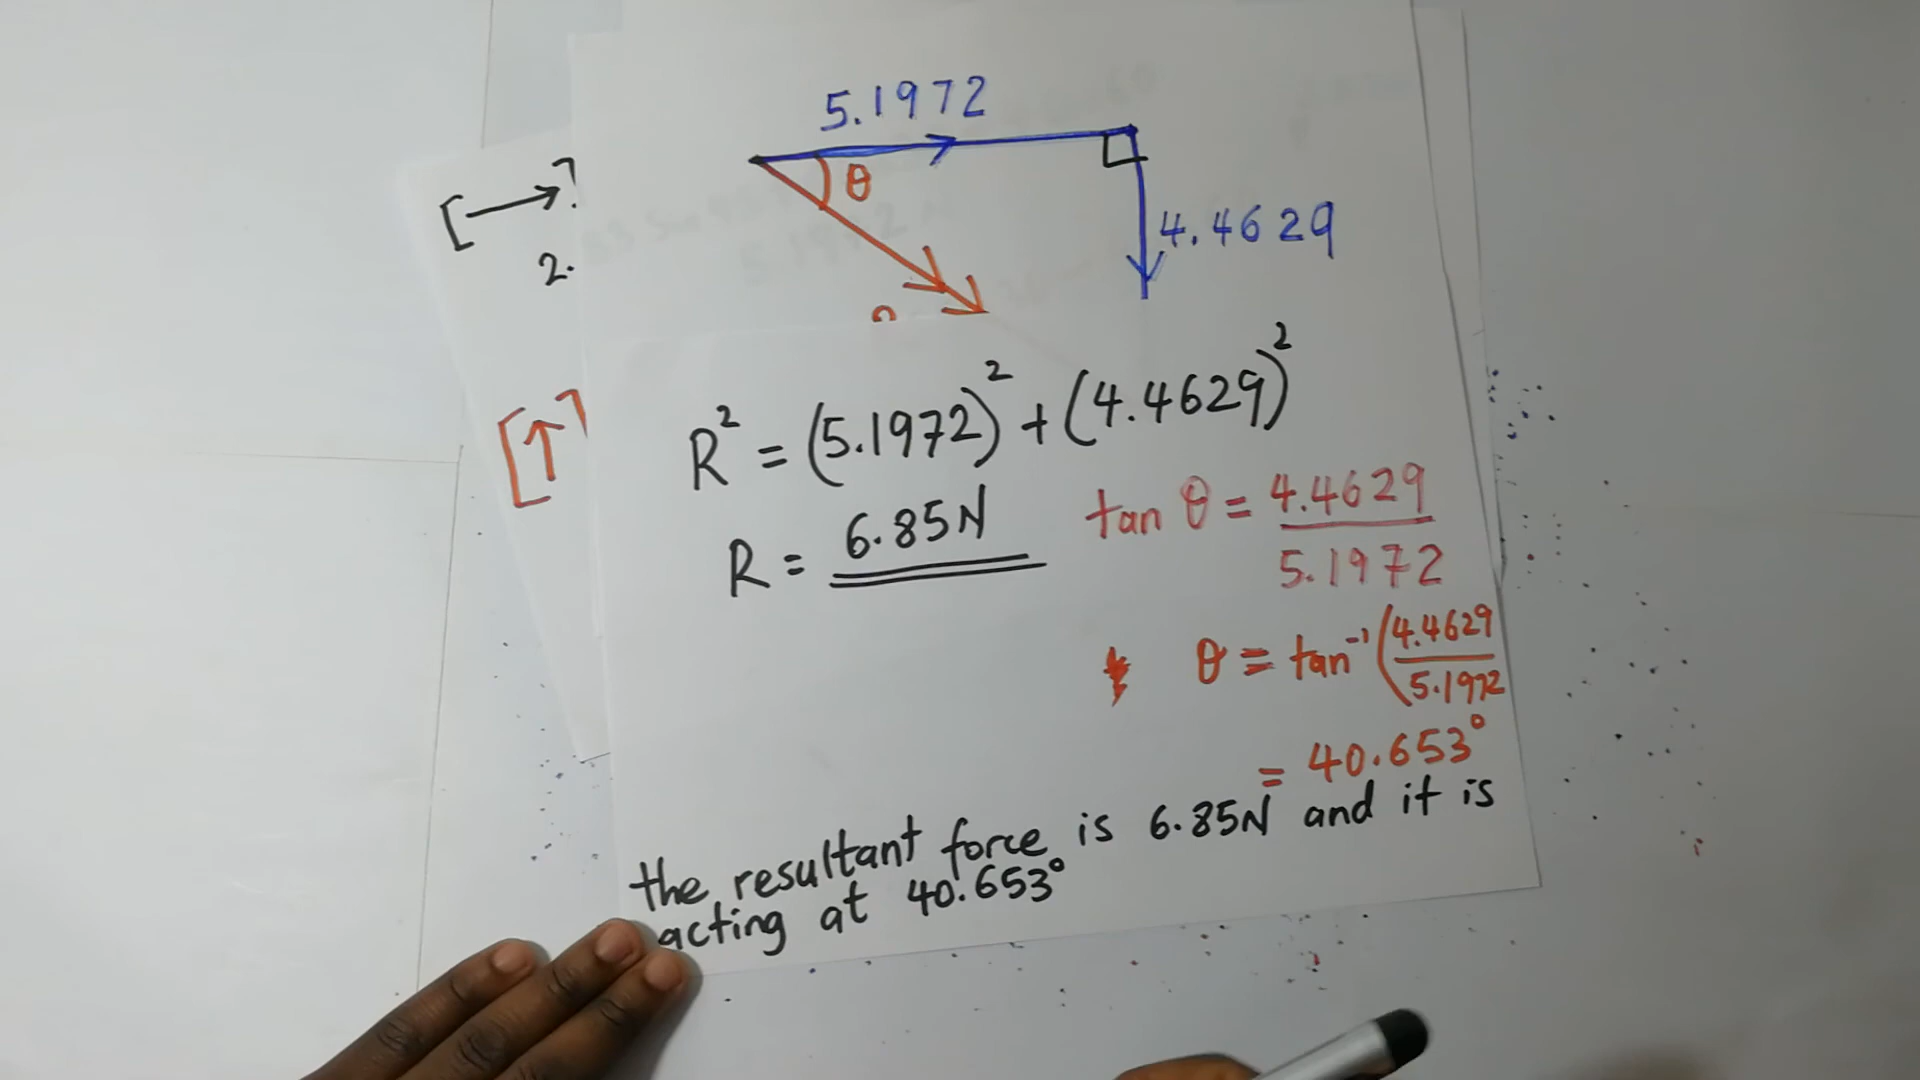 5.1972
θ
4.4629
[→]
2.
[↑]
R² = (5.1972)² + (4.4629)²
R = 6.85N
tan θ = 4.4629
5.1972
θ = tan⁻¹(4.4629
5.1972
= 40.653°
the resultant force is 6.85N and it is
acting at 40.653°